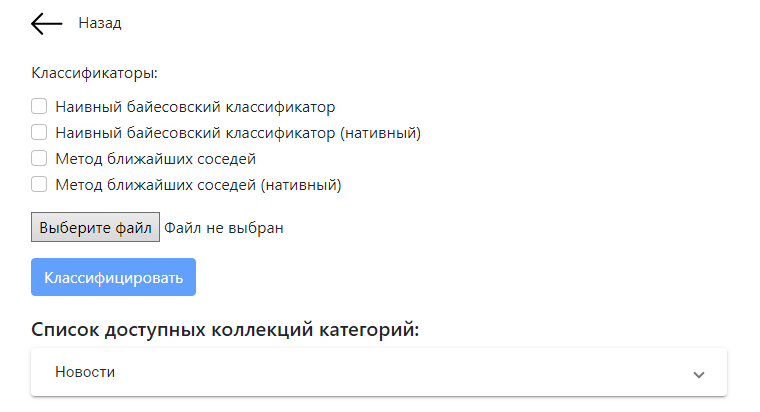 Назад
Классификаторы:
Наивный байесовский классификатор
Наивный байесовский классификатор (нативный)
Метод ближайших соседей
Метод ближайших соседей (нативный)
Выберите файл Файл не выбран
Классифицировать
Список доступных коллекций категорий:
Новости